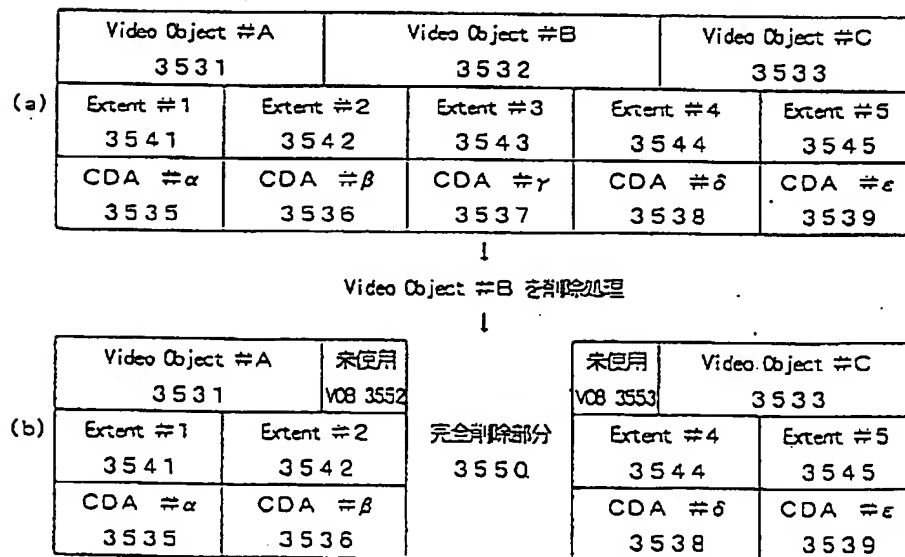 Video Object #A Video Object #B Video Object #C
3531 3532 3533
(a) Extent #1 Extent #2 Extent #3 Extent #4 Extent #5
3541 3542 3543 3544 3545
CDA #α CDA #β CDA #γ CDA #δ CDA #ε
3535 3536 3537 3538 3539
↓
Video Object #B を削除処理
↓
Video Object #A 未使用 未使用 Video Object #C
3531 VOB 3552 VOB 3553 3533
(b) Extent #1 Extent #2 完全削除部分 Extent #4 Extent #5
3541 3542 3550 3544 3545
CDA #α CDA #β CDA #δ CDA #ε
3535 3536 3538 3539